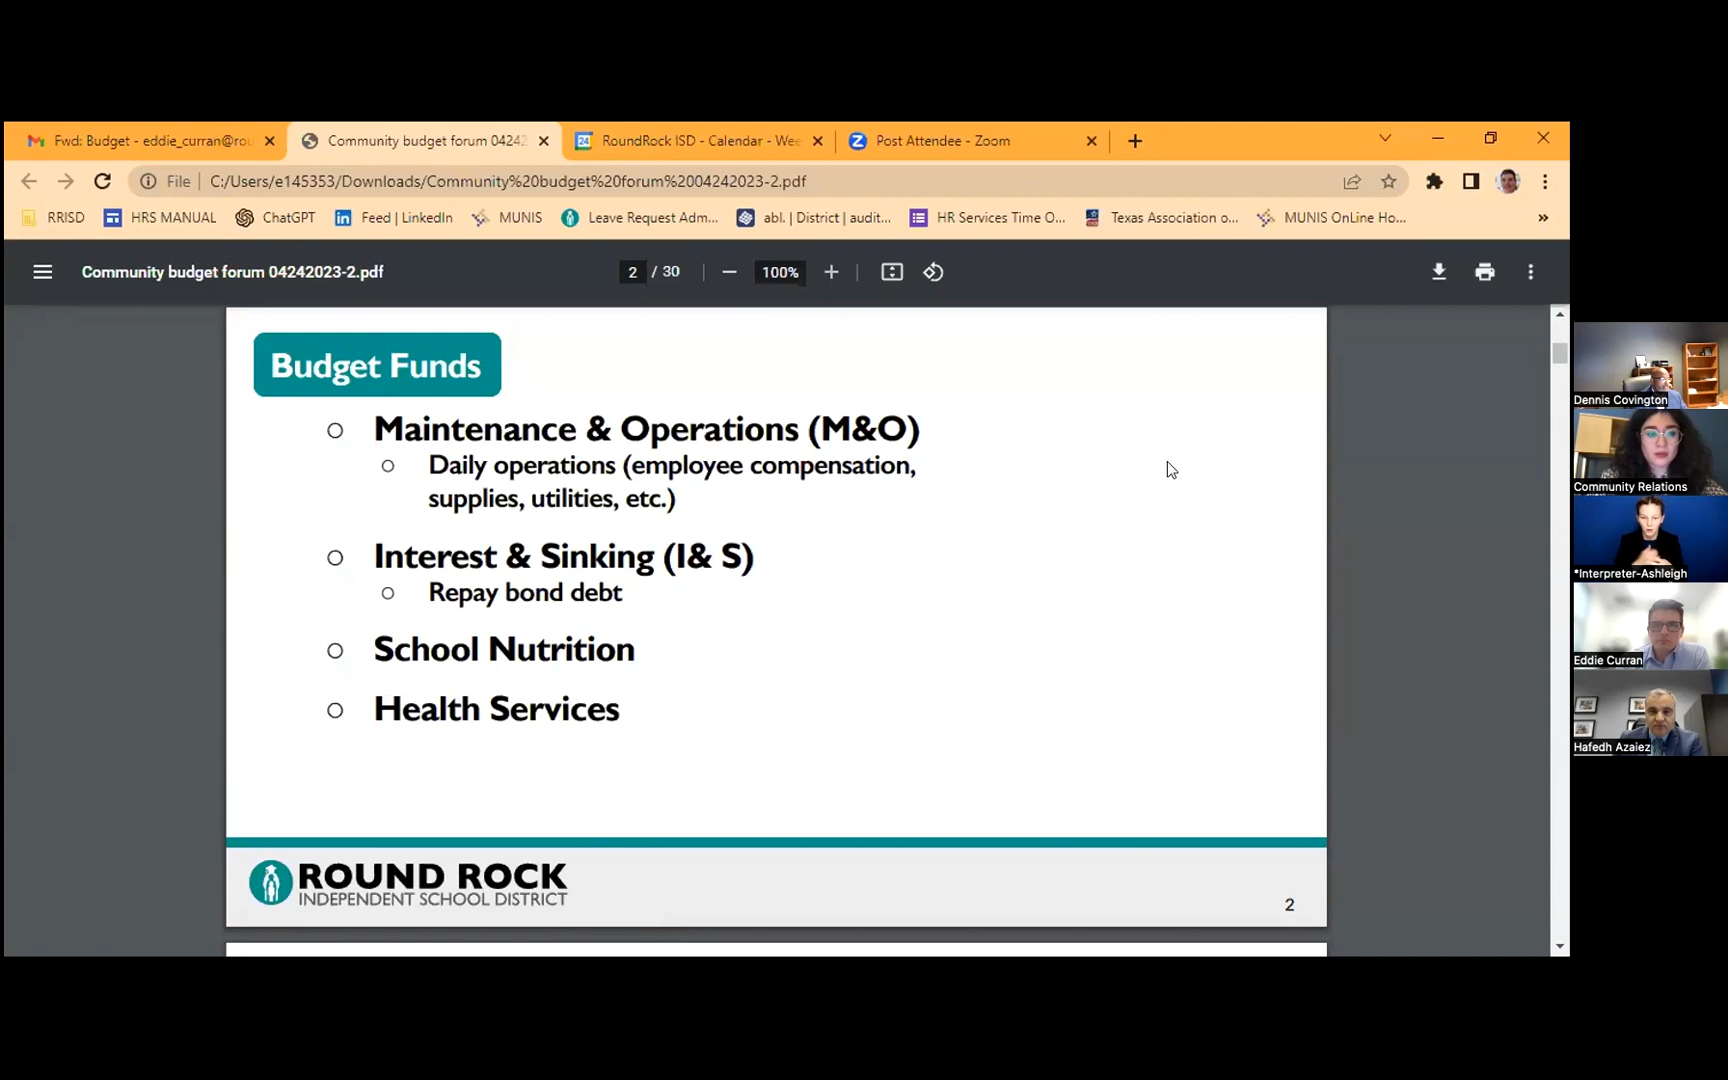 Fwd: Budget - eddie_curran@rou
Community budget forum 04242
RoundRock ISD - Calendar - Wee
Post Attendee - Zoom
File
C:/Users/e145353/Downloads/Community%20budget%20forum%2004242023-2.pdf
RRISD
HRS MANUAL
ChatGPT
Feed | LinkedIn
MUNIS
Leave Request Adm...
abl. | District | audit...
HR Services Time O...
Texas Association o...
MUNIS OnLine Ho...
»
Community budget forum 04242023-2.pdf
2 / 30
100%
Budget Funds
Maintenance & Operations (M&O)
Daily operations (employee compensation,
supplies, utilities, etc.)
Interest & Sinking (I& S)
Repay bond debt
School Nutrition
Health Services
ROUND ROCK
INDEPENDENT SCHOOL DISTRICT
2
Dennis Covington
Community Relations
*Interpreter-Ashleigh
Eddie Curran
Hafedh Azaiez